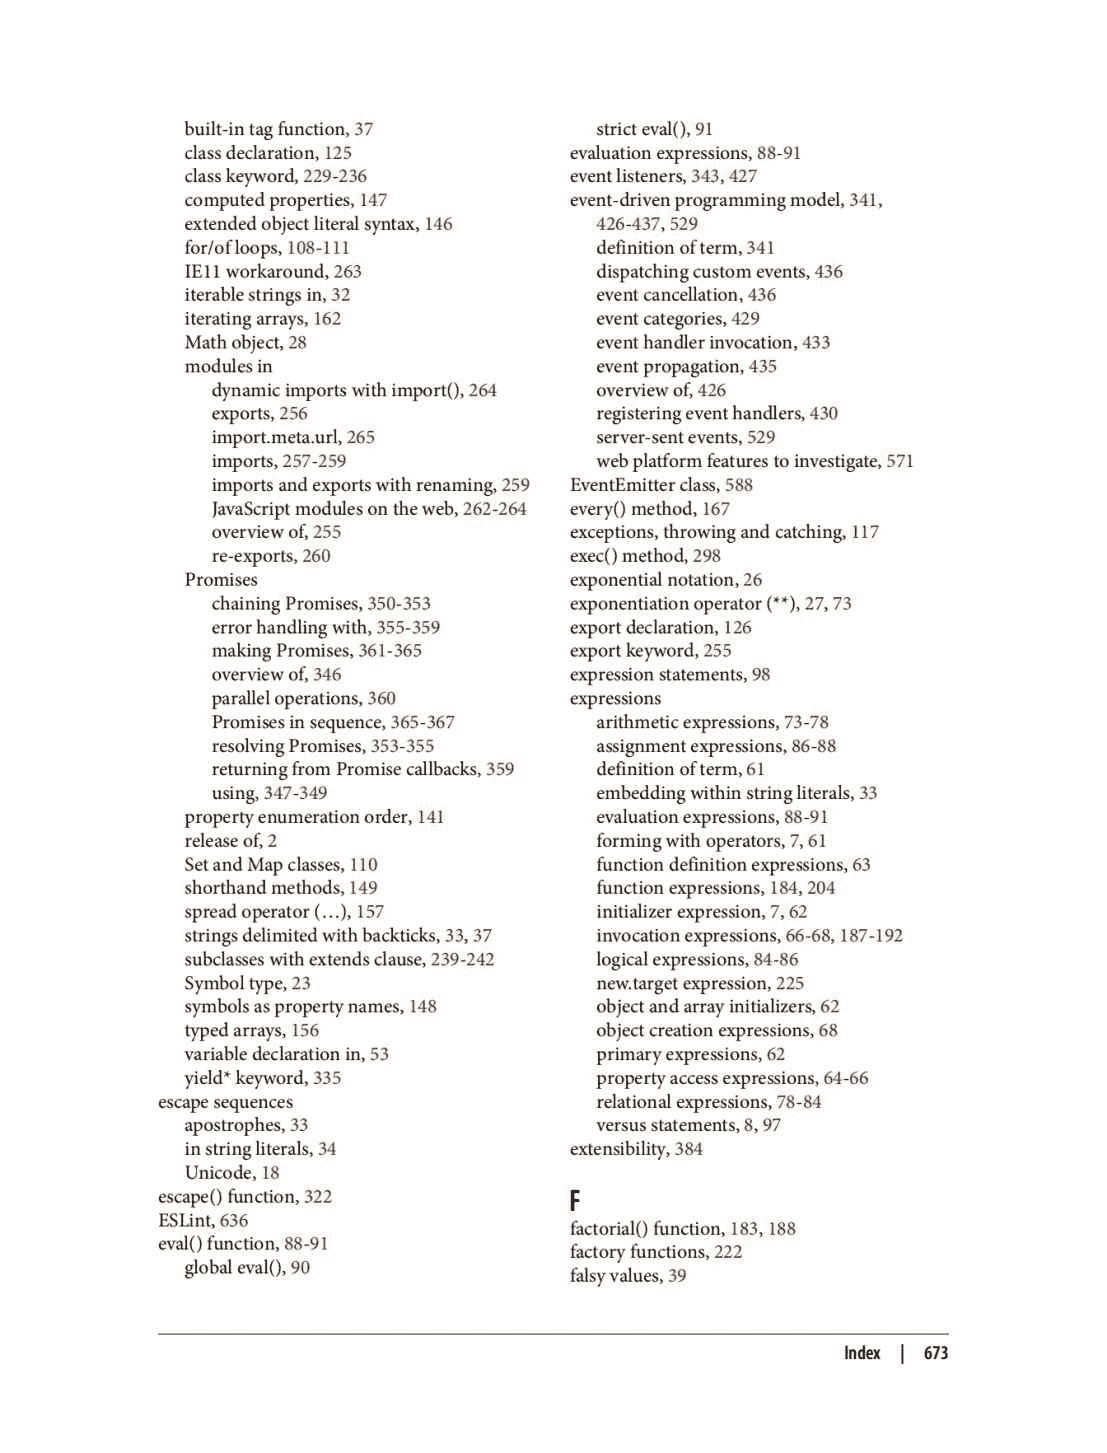 built-in tag function, 37
class declaration, 125
class keyword, 229-236
computed properties, 147
extended object literal syntax, 146
for/of loops, 108-111
IE11 workaround, 263
iterable strings in, 32
iterating arrays, 162
Math object, 28
modules in
dynamic imports with import(), 264
exports, 256
import.meta.url, 265
imports, 257-259
imports and exports with renaming, 259
JavaScript modules on the web, 262-264
overview of, 255
re-exports, 260
Promises
chaining Promises, 350-353
error handling with, 355-359
making Promises, 361-365
overview of, 346
parallel operations, 360
Promises in sequence, 365-367
resolving Promises, 353-355
returning from Promise callbacks, 359
using, 347-349
property enumeration order, 141
release of, 2
Set and Map classes, 110
shorthand methods, 149
spread operator (…), 157
strings delimited with backticks, 33, 37
subclasses with extends clause, 239-242
Symbol type, 23
symbols as property names, 148
typed arrays, 156
variable declaration in, 53
yield* keyword, 335
escape sequences
apostrophes, 33
in string literals, 34
Unicode, 18
escape() function, 322
ESLint, 636
eval() function, 88-91
global eval(), 90
strict eval(), 91
evaluation expressions, 88-91
event listeners, 343, 427
event-driven programming model, 341,
426-437, 529
definition of term, 341
dispatching custom events, 436
event cancellation, 436
event categories, 429
event handler invocation, 433
event propagation, 435
overview of, 426
registering event handlers, 430
server-sent events, 529
web platform features to investigate, 571
EventEmitter class, 588
every() method, 167
exceptions, throwing and catching, 117
exec() method, 298
exponential notation, 26
exponentiation operator (**), 27, 73
export declaration, 126
export keyword, 255
expression statements, 98
expressions
arithmetic expressions, 73-78
assignment expressions, 86-88
definition of term, 61
embedding within string literals, 33
evaluation expressions, 88-91
forming with operators, 7, 61
function definition expressions, 63
function expressions, 184, 204
initializer expression, 7, 62
invocation expressions, 66-68, 187-192
logical expressions, 84-86
new.target expression, 225
object and array initializers, 62
object creation expressions, 68
primary expressions, 62
property access expressions, 64-66
relational expressions, 78-84
versus statements, 8, 97
extensibility, 384
F
factorial() function, 183, 188
factory functions, 222
falsy values, 39
Index | 673